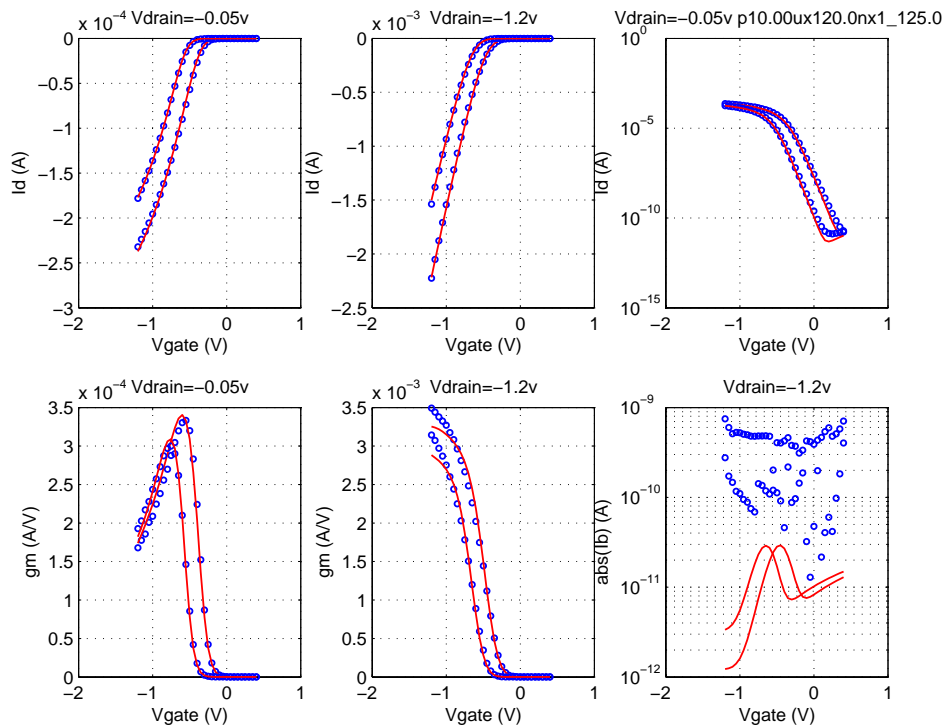 x 10⁻⁴ Vdrain=−0.05v
0
−0.5
−1
−1.5
−2
−2.5
−3
Id (A)
−2 −1 0 1
Vgate (V)
x 10⁻³ Vdrain=−1.2v
0
−0.5
−1
−1.5
−2
−2.5
Id (A)
−2 −1 0 1
Vgate (V)
Vdrain=−0.05v p10.00ux120.0nx1_125.0
10⁰
10⁻⁵
10⁻¹⁰
10⁻¹⁵
Id (A)
−2 −1 0 1
Vgate (V)
x 10⁻⁴ Vdrain=−0.05v
3.5
3
2.5
2
1.5
1
0.5
0
gm (A/V)
−2 −1 0 1
Vgate (V)
x 10⁻³ Vdrain=−1.2v
3.5
3
2.5
2
1.5
1
0.5
0
gm (A/V)
−2 −1 0 1
Vgate (V)
Vdrain=−1.2v
10⁻⁹
10⁻¹⁰
10⁻¹¹
10⁻¹²
abs(Ib) (A)
−2 −1 0 1
Vgate (V)